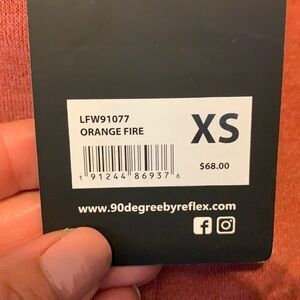 LFW91077
ORANGE FIRE
XS
$68.00
1 91244 86937 6
www.90degreebyreflex.com